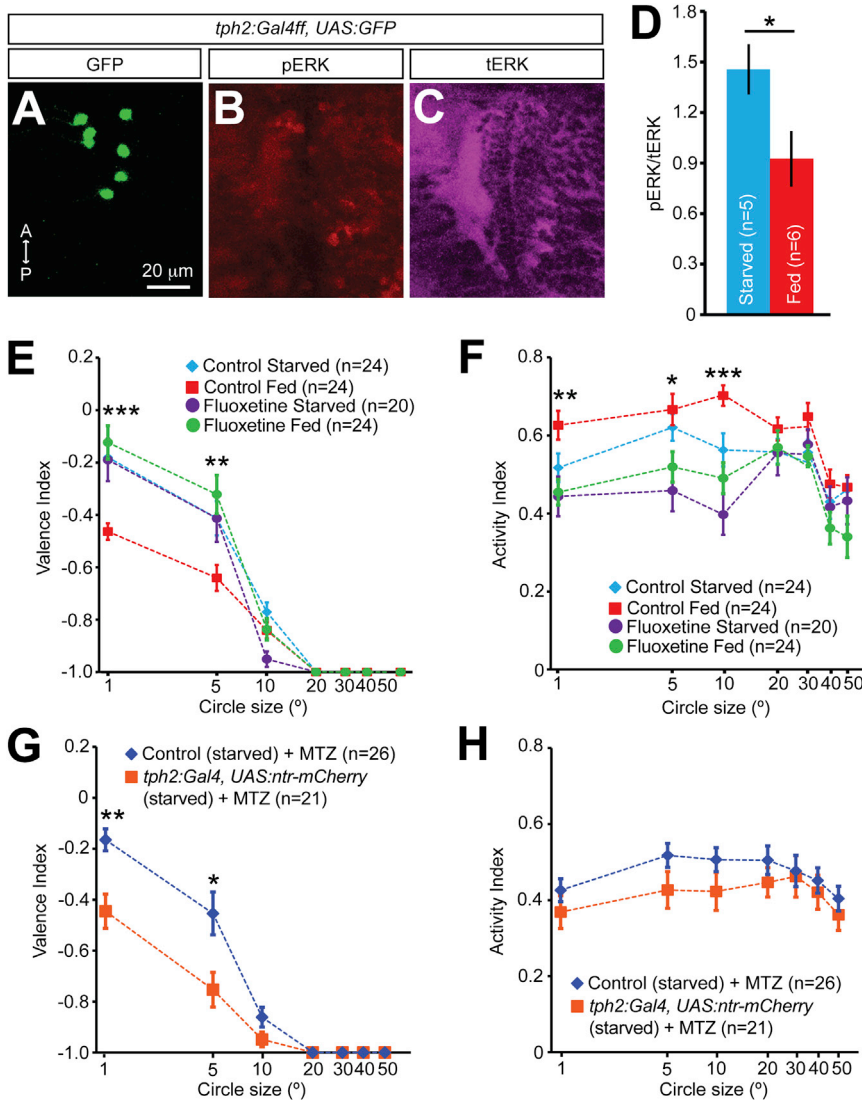 tph2:Gal4ff, UAS:GFP
GFP
pERK
tERK
A
A
P
20 μm
B
C
D
1.8
1.5
1.2
0.9
0.6
0.3
0
pERK/tERK
*
Starved (n=5)
Fed (n=6)
E
0.2
0
-0.2
-0.4
-0.6
-0.8
-1.0
Valence Index
***
**
Control Starved (n=24)
Control Fed (n=24)
Fluoxetine Starved (n=20)
Fluoxetine Fed (n=24)
1 5 10 20 30 40 50
Circle size (º)
F
0.8
0.6
0.4
0.2
0
Activity Index
**
*
***
Control Starved (n=24)
Control Fed (n=24)
Fluoxetine Starved (n=20)
Fluoxetine Fed (n=24)
1 5 10 20 30 40 50
Circle size (º)
G
0.2
0
-0.2
-0.4
-0.6
-0.8
-1.0
Valence Index
**
*
Control (starved) + MTZ (n=26)
tph2:Gal4, UAS:ntr-mCherry
(starved) + MTZ (n=21)
1 5 10 20 30 40 50
Circle size (º)
H
0.8
0.6
0.4
0.2
0
Activity Index
Control (starved) + MTZ (n=26)
tph2:Gal4, UAS:ntr-mCherry
(starved) + MTZ (n=21)
1 5 10 20 30 40 50
Circle size (º)